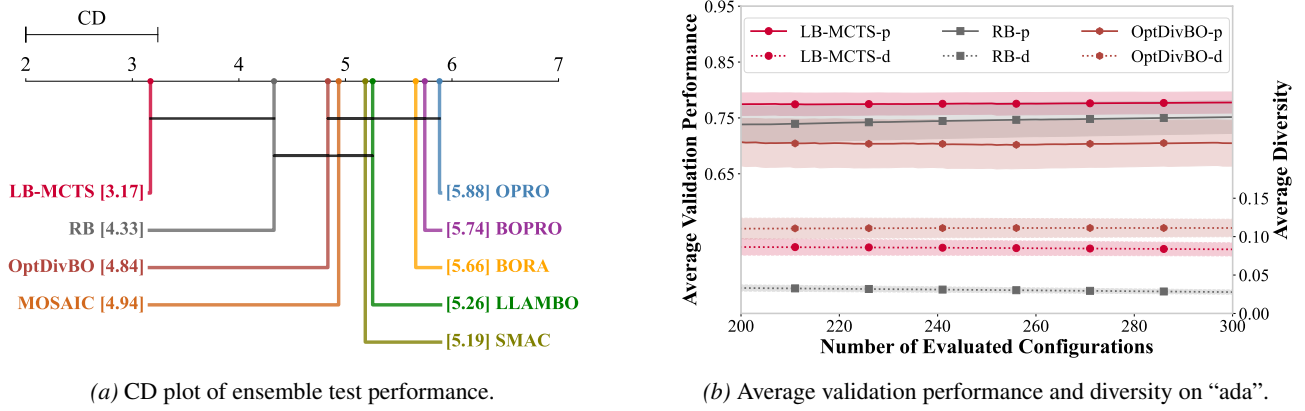 CD
2 3 4 5 6 7
LB-MCTS [3.17]
RB [4.33]
OptDivBO [4.84]
MOSAIC [4.94]
[5.88] OPRO
[5.74] BOPRO
[5.66] BORA
[5.26] LLAMBO
[5.19] SMAC
(a) CD plot of ensemble test performance.
Average Validation Performance
0.95
0.85
0.75
0.65
LB-MCTS-p RB-p OptDivBO-p
LB-MCTS-d RB-d OptDivBO-d
Average Diversity
0.15
0.10
0.05
0.00
200 220 240 260 280 300
Number of Evaluated Configurations
(b) Average validation performance and diversity on “ada”.